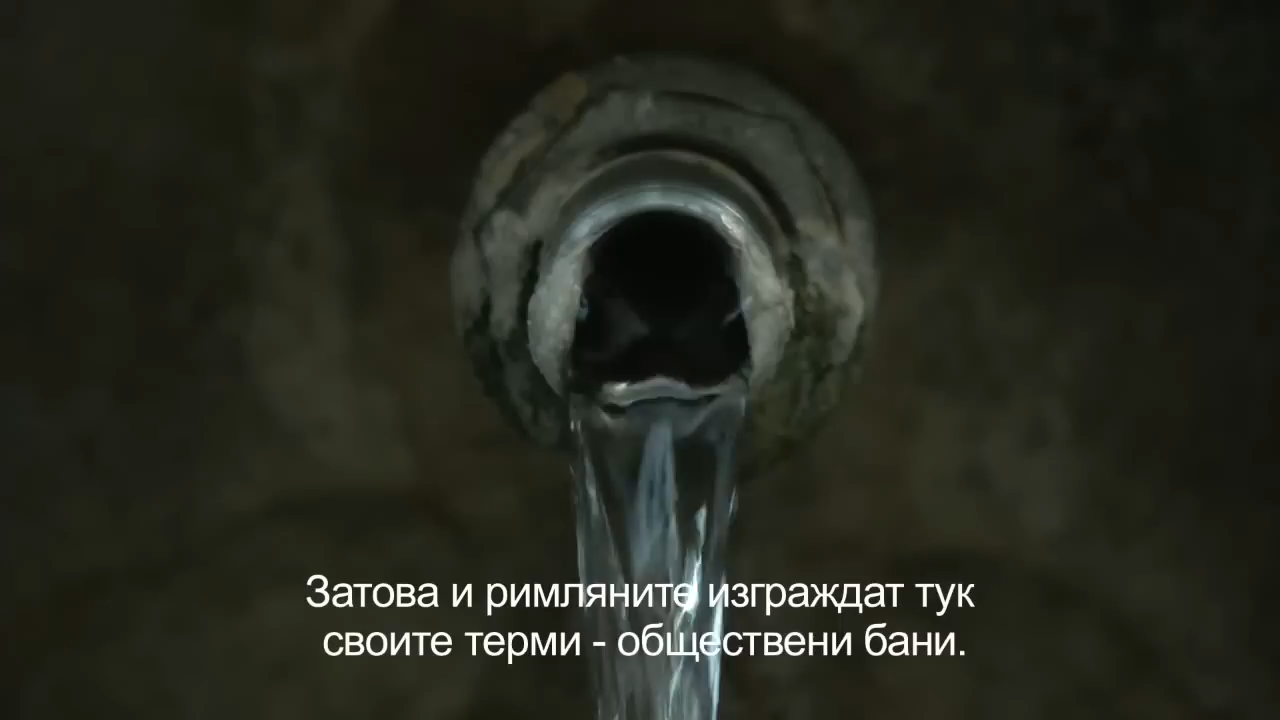 Затова и римляните изграждат тук
своите терми - обществени бани.